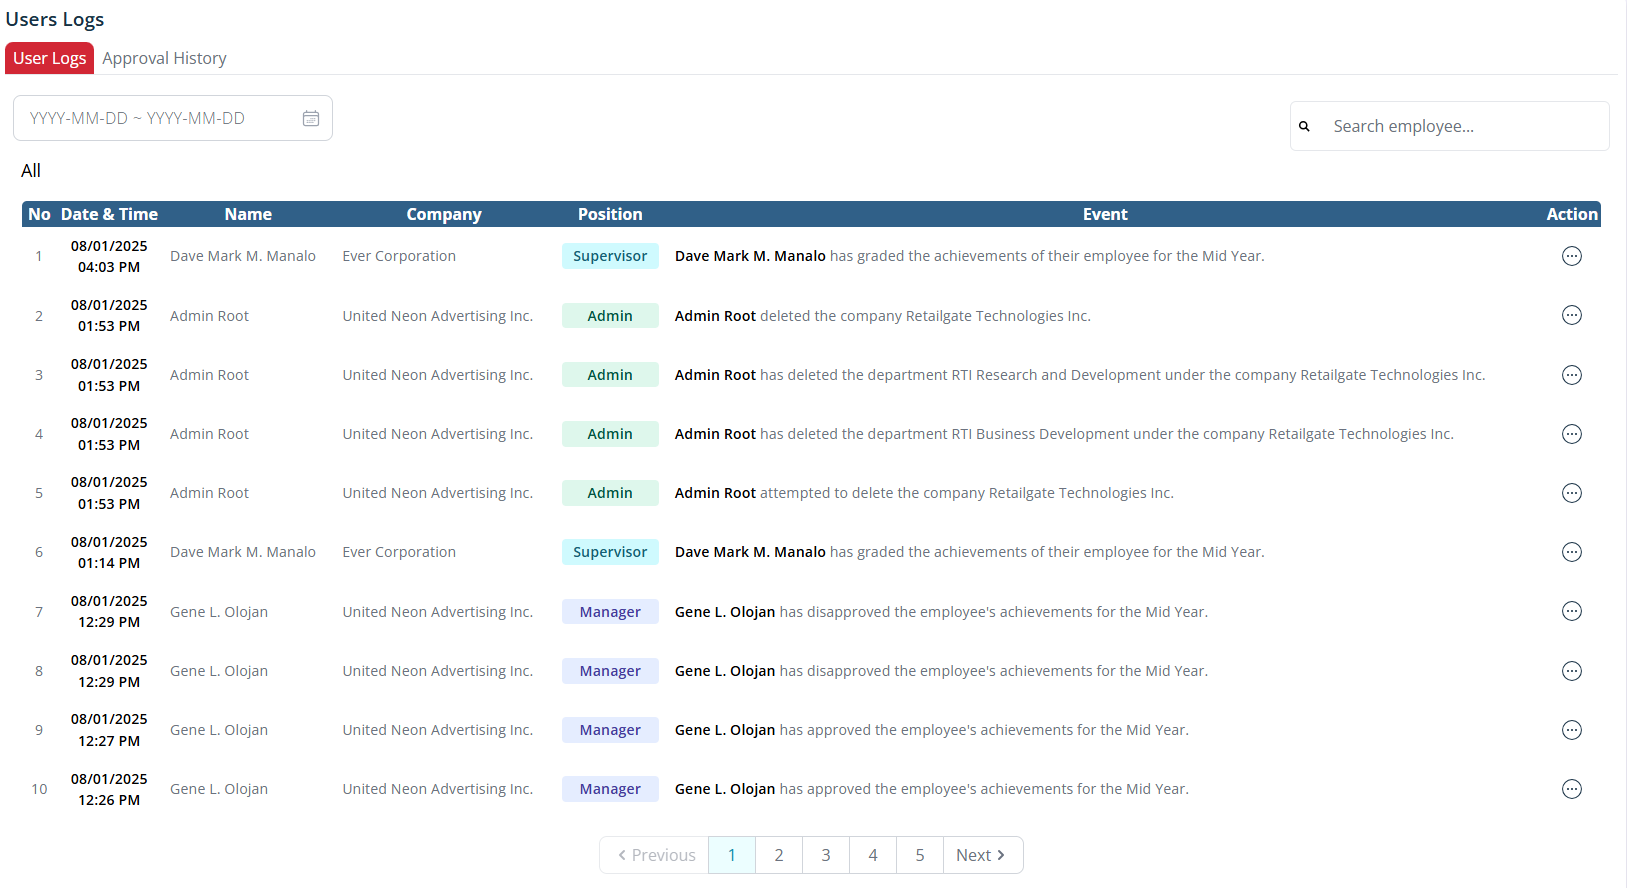 Users Logs
User Logs Approval History
YYYY-MM-DD ~ YYYY-MM-DD
Search employee...
All
No Date & Time Name Company Position Event Action
1 08/01/2025 04:03 PM Dave Mark M. Manalo Ever Corporation Supervisor Dave Mark M. Manalo has graded the achievements of their employee for the Mid Year.
2 08/01/2025 01:53 PM Admin Root United Neon Advertising Inc. Admin Admin Root deleted the company Retailgate Technologies Inc.
3 08/01/2025 01:53 PM Admin Root United Neon Advertising Inc. Admin Admin Root has deleted the department RTI Research and Development under the company Retailgate Technologies Inc.
4 08/01/2025 01:53 PM Admin Root United Neon Advertising Inc. Admin Admin Root has deleted the department RTI Business Development under the company Retailgate Technologies Inc.
5 08/01/2025 01:53 PM Admin Root United Neon Advertising Inc. Admin Admin Root attempted to delete the company Retailgate Technologies Inc.
6 08/01/2025 01:14 PM Dave Mark M. Manalo Ever Corporation Supervisor Dave Mark M. Manalo has graded the achievements of their employee for the Mid Year.
7 08/01/2025 12:29 PM Gene L. Olojan United Neon Advertising Inc. Manager Gene L. Olojan has disapproved the employee's achievements for the Mid Year.
8 08/01/2025 12:29 PM Gene L. Olojan United Neon Advertising Inc. Manager Gene L. Olojan has disapproved the employee's achievements for the Mid Year.
9 08/01/2025 12:27 PM Gene L. Olojan United Neon Advertising Inc. Manager Gene L. Olojan has approved the employee's achievements for the Mid Year.
10 08/01/2025 12:26 PM Gene L. Olojan United Neon Advertising Inc. Manager Gene L. Olojan has approved the employee's achievements for the Mid Year.
Previous 1 2 3 4 5 Next